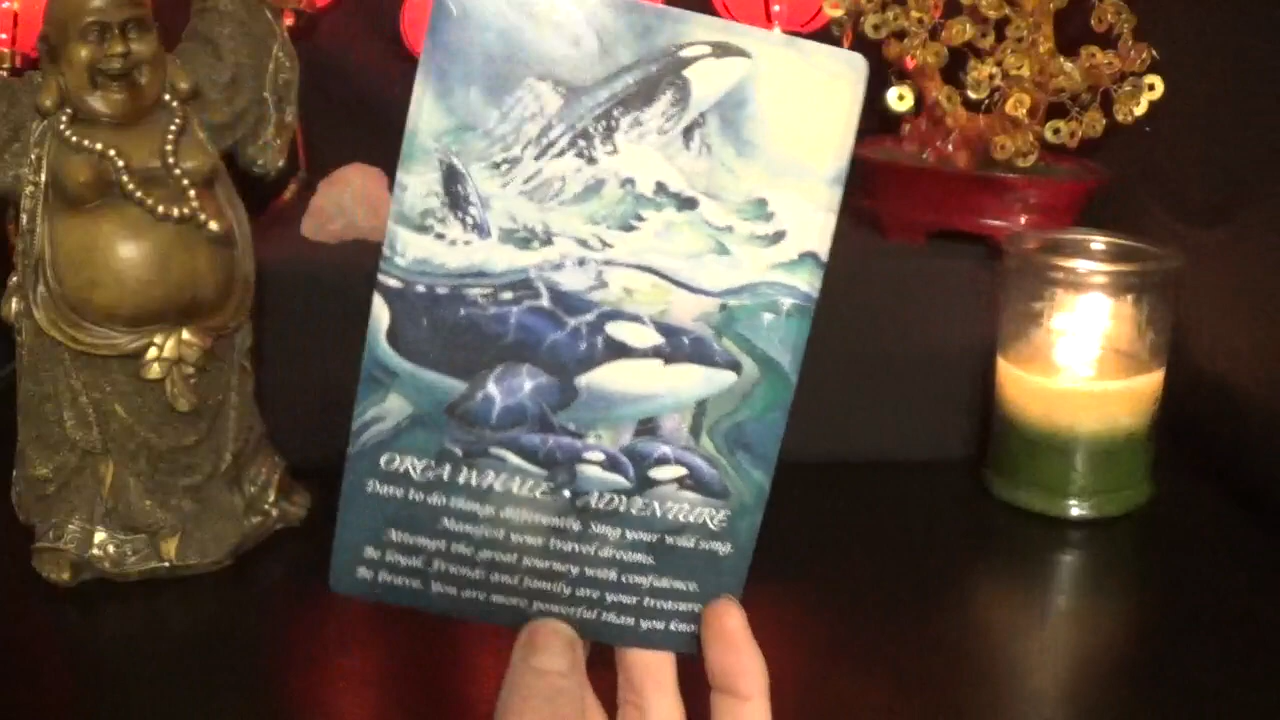 ORCA WHALE • ADVENTURE
Dare to do things differently. Sing your wild song.
Manifest your travel dreams.
Attempt the great journey with confidence.
Be loyal. Friends and family are your treasure
Be brave. You are more powerful than you kno